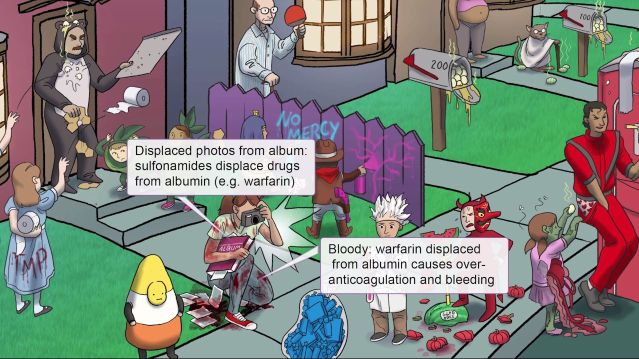 200
100
NO
MERCY
Displaced photos from album:
sulfonamides displace drugs
from albumin (e.g. warfarin)
ALBUM
TMP
Bloody: warfarin displaced
from albumin causes over-
anticoagulation and bleeding